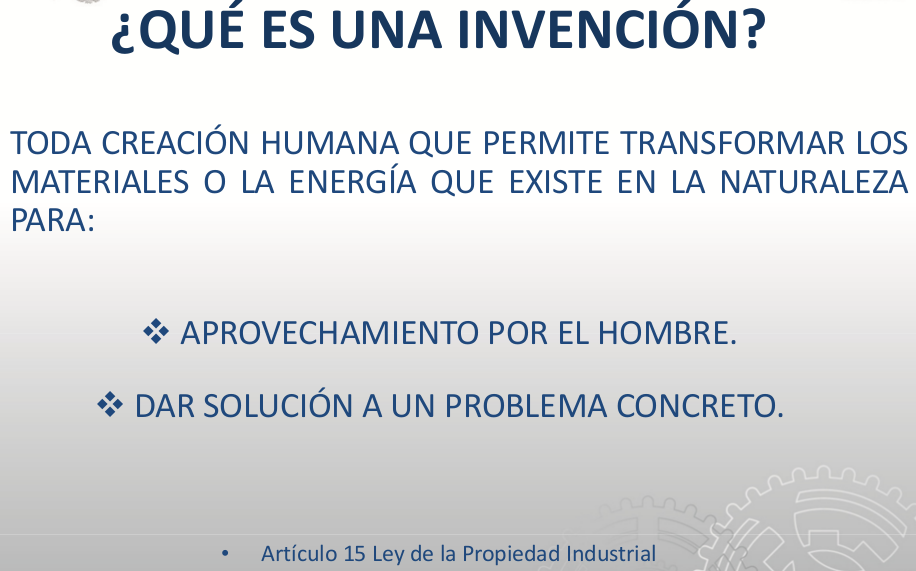 ¿QUÉ ES UNA INVENCIÓN?
TODA CREACIÓN HUMANA QUE PERMITE TRANSFORMAR LOS
MATERIALES O LA ENERGÍA QUE EXISTE EN LA NATURALEZA
PARA:
❖ APROVECHAMIENTO POR EL HOMBRE.
❖ DAR SOLUCIÓN A UN PROBLEMA CONCRETO.
• Artículo 15 Ley de la Propiedad Industrial